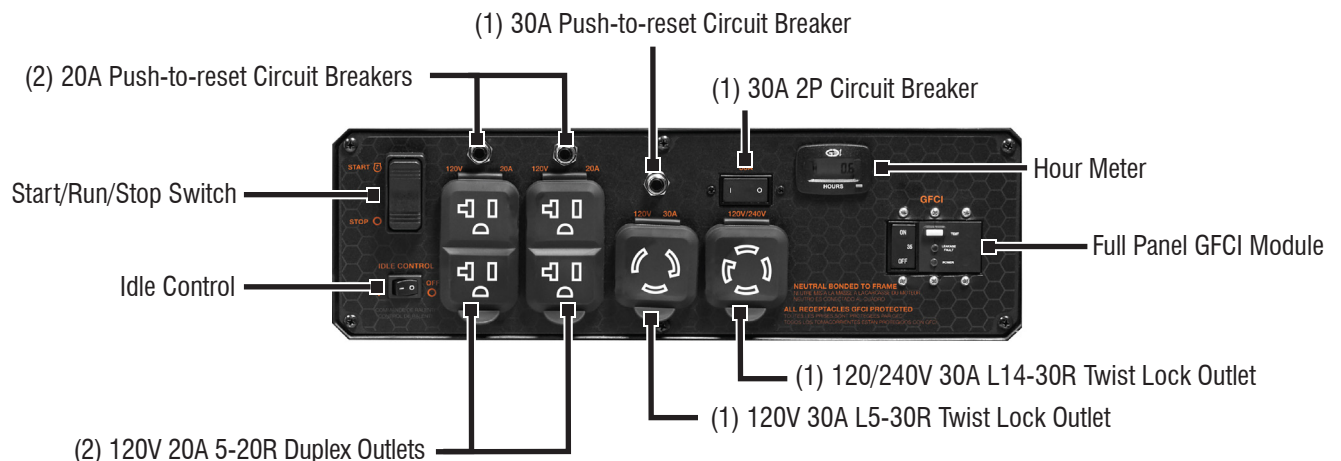 (1) 30A Push-to-reset Circuit Breaker
(2) 20A Push-to-reset Circuit Breakers
(1) 30A 2P Circuit Breaker
Start/Run/Stop Switch
Hour Meter
Full Panel GFCI Module
Idle Control
(1) 120/240V 30A L14-30R Twist Lock Outlet
(1) 120V 30A L5-30R Twist Lock Outlet
(2) 120V 20A 5-20R Duplex Outlets
START
STOP
IDLE CONTROL
OFF
120V 20A
120V 20A
120V 30A
120V/240V
HOURS
GFCI
ON
OFF
TEST
LEAKAGE
FAULT
POWER
NEUTRAL BONDED TO FRAME
ALL RECEPTACLES GFCI PROTECTED